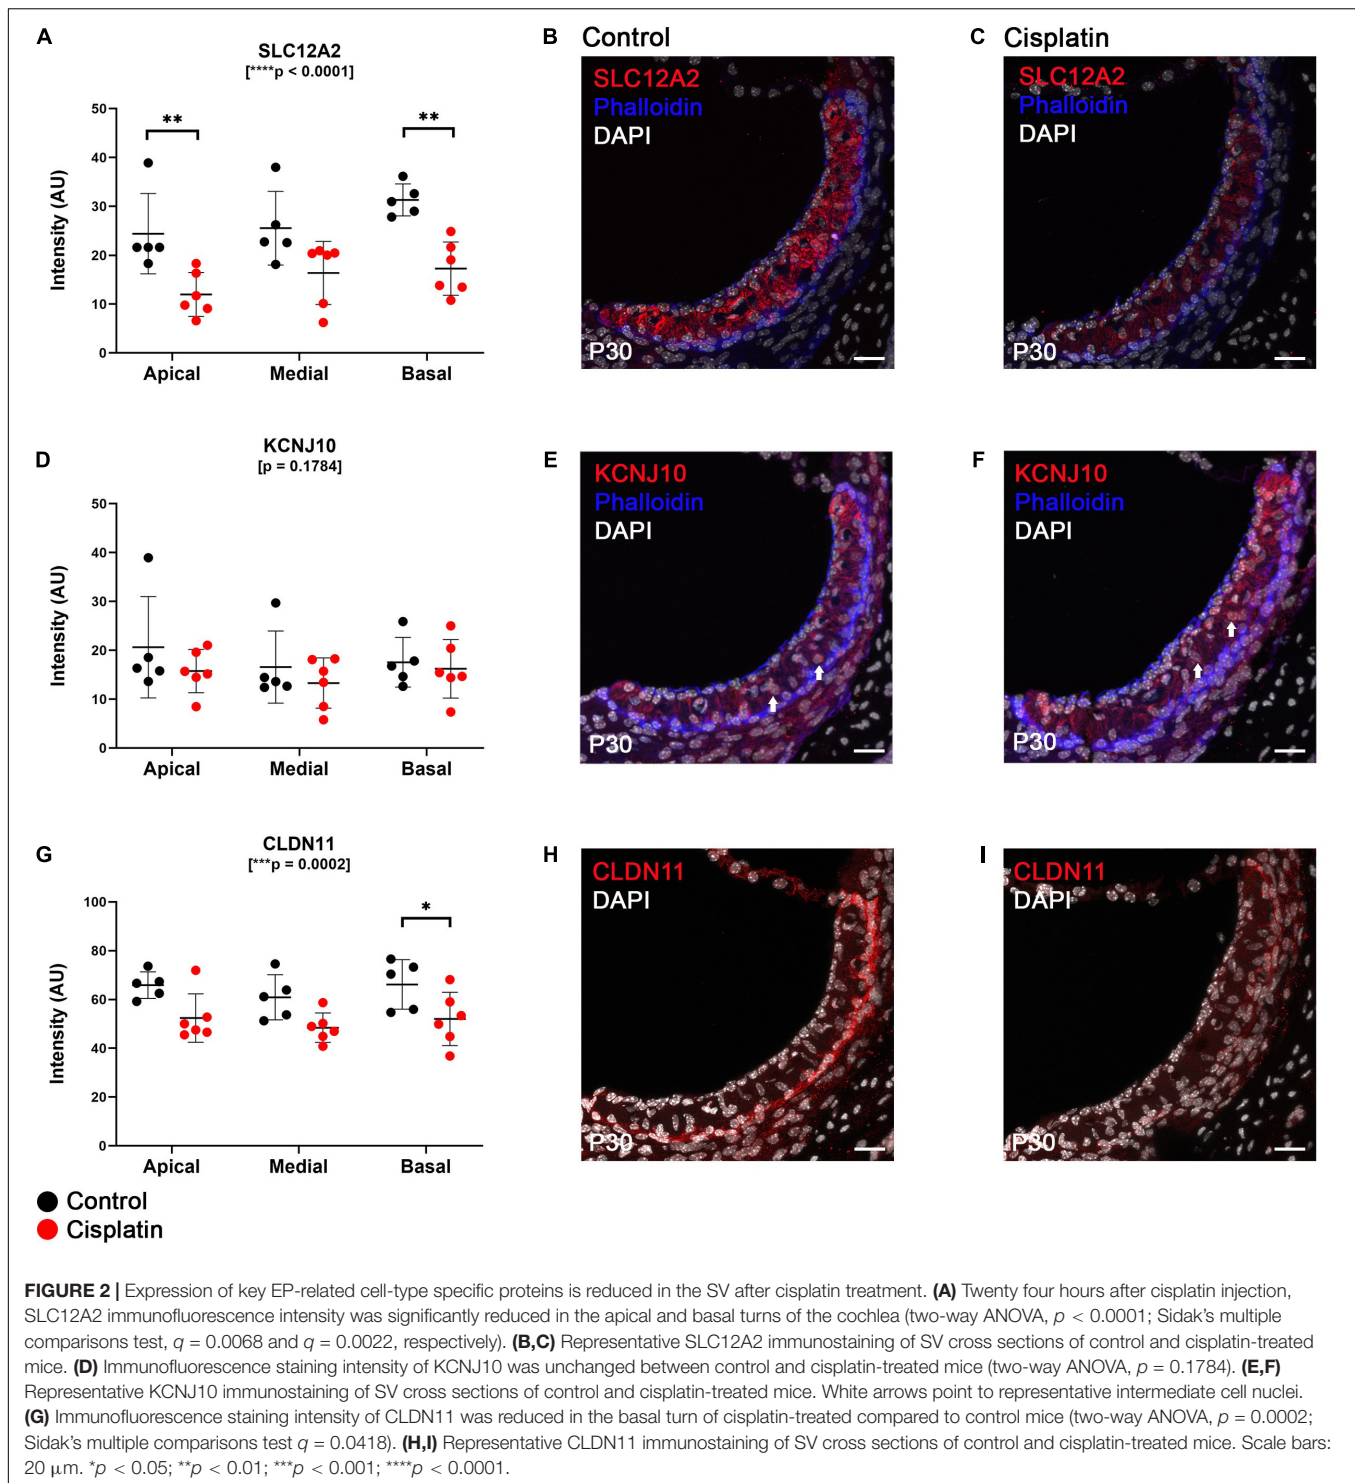 A
SLC12A2
[****p < 0.0001]
**
**
Intensity (AU)
50
40
30
20
10
0
Apical Medial Basal
B Control
SLC12A2
Phalloidin
DAPI
P30
C Cisplatin
SLC12A2
Phalloidin
DAPI
P30
D
KCNJ10
[p = 0.1784]
Intensity (AU)
50
40
30
20
10
0
Apical Medial Basal
E
KCNJ10
Phalloidin
DAPI
P30
F
KCNJ10
Phalloidin
DAPI
P30
G
CLDN11
[***p = 0.0002]
*
Intensity (AU)
100
80
60
40
20
0
Apical Medial Basal
H
CLDN11
DAPI
P30
I
CLDN11
DAPI
P30
Control
Cisplatin
FIGURE 2 | Expression of key EP-related cell-type specific proteins is reduced in the SV after cisplatin treatment. (A) Twenty four hours after cisplatin injection,
SLC12A2 immunofluorescence intensity was significantly reduced in the apical and basal turns of the cochlea (two-way ANOVA, p < 0.0001; Sidak's multiple
comparisons test, q = 0.0068 and q = 0.0022, respectively). (B,C) Representative SLC12A2 immunostaining of SV cross sections of control and cisplatin-treated
mice. (D) Immunofluorescence staining intensity of KCNJ10 was unchanged between control and cisplatin-treated mice (two-way ANOVA, p = 0.1784). (E,F)
Representative KCNJ10 immunostaining of SV cross sections of control and cisplatin-treated mice. White arrows point to representative intermediate cell nuclei.
(G) Immunofluorescence staining intensity of CLDN11 was reduced in the basal turn of cisplatin-treated compared to control mice (two-way ANOVA, p = 0.0002;
Sidak's multiple comparisons test q = 0.0418). (H,I) Representative CLDN11 immunostaining of SV cross sections of control and cisplatin-treated mice. Scale bars:
20 μm. *p < 0.05; **p < 0.01; ***p < 0.001; ****p < 0.0001.